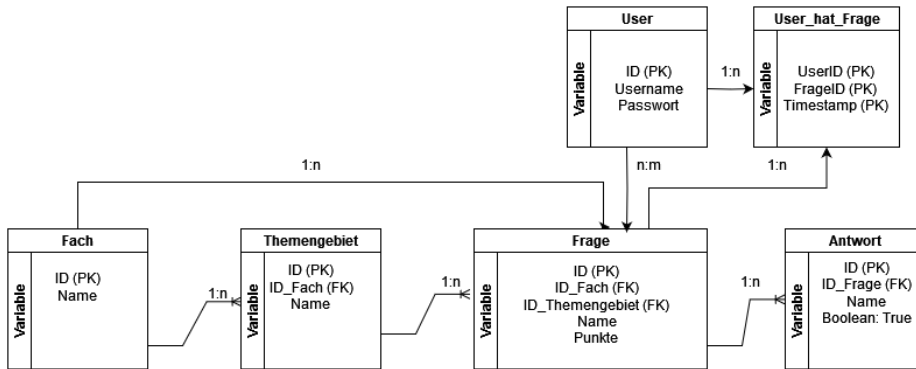 User
Variable
ID (PK)
Username
Passwort
1:n
User_hat_Frage
Variable
UserID (PK)
FrageID (PK)
Timestamp (PK)
1:n
n:m
1:n
Fach
Variable
ID (PK)
Name
1:n
Themengebiet
Variable
ID (PK)
ID_Fach (FK)
Name
1:n
Frage
Variable
ID (PK)
ID_Fach (FK)
ID_Themengebiet (FK)
Name
Punkte
1:n
Antwort
Variable
ID (PK)
ID_Frage (FK)
Name
Boolean: True